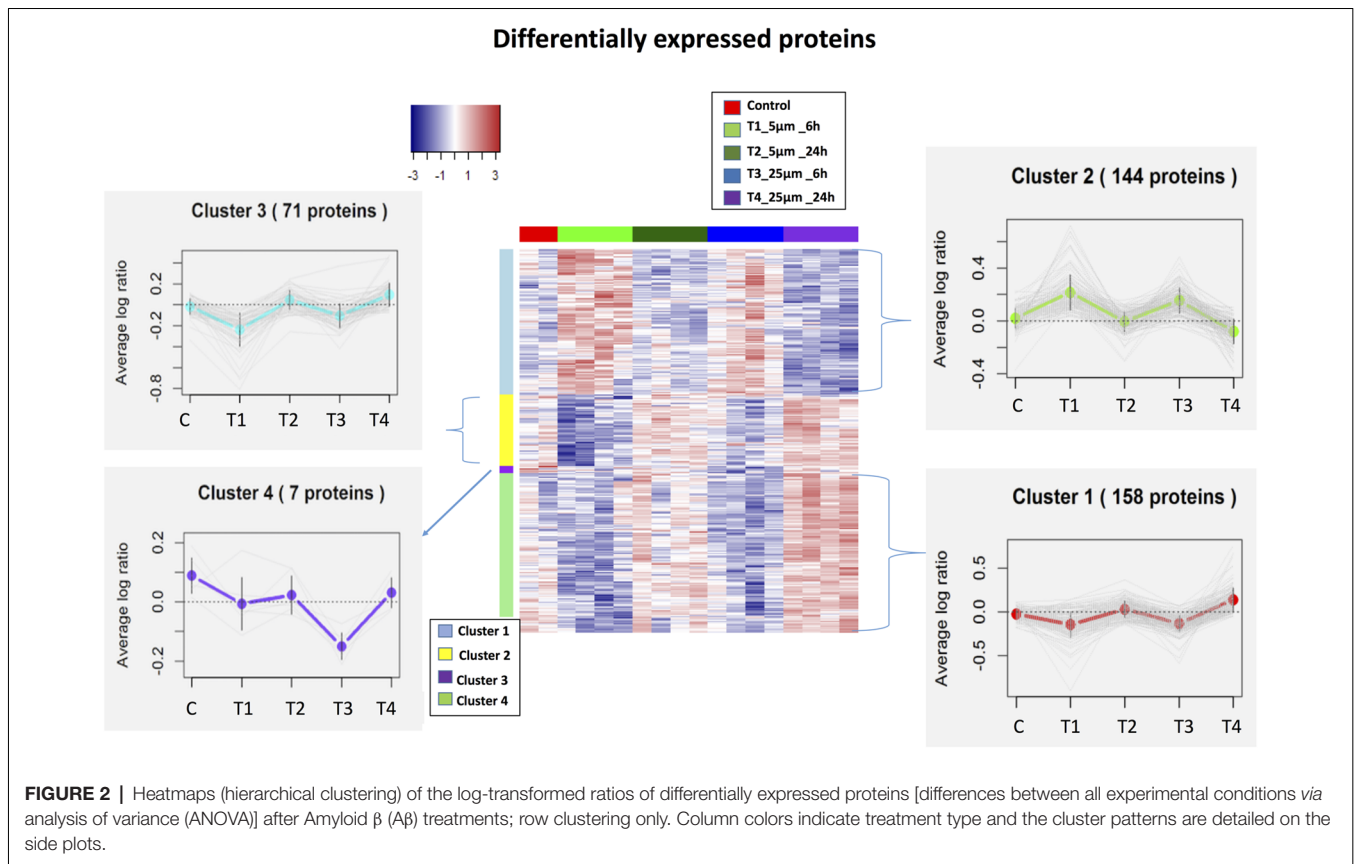 Differentially expressed proteins
-3 -1 1 3
Control
T1_5µm _6h
T2_5µm _24h
T3_25µm _6h
T4_25µm _24h
Cluster 3 ( 71 proteins )
Average log ratio
0.2
-0.2
-0.8
C T1 T2 T3 T4
Cluster 2 ( 144 proteins )
Average log ratio
0.4
0.0
-0.4
C T1 T2 T3 T4
Cluster 4 ( 7 proteins )
Average log ratio
0.2
0.0
-0.2
C T1 T2 T3 T4
Cluster 1
Cluster 2
Cluster 3
Cluster 4
Cluster 1 ( 158 proteins )
Average log ratio
0.5
0.0
-0.5
C T1 T2 T3 T4
FIGURE 2 | Heatmaps (hierarchical clustering) of the log-transformed ratios of differentially expressed proteins [differences between all experimental conditions via
analysis of variance (ANOVA)] after Amyloid β (Aβ) treatments; row clustering only. Column colors indicate treatment type and the cluster patterns are detailed on the
side plots.